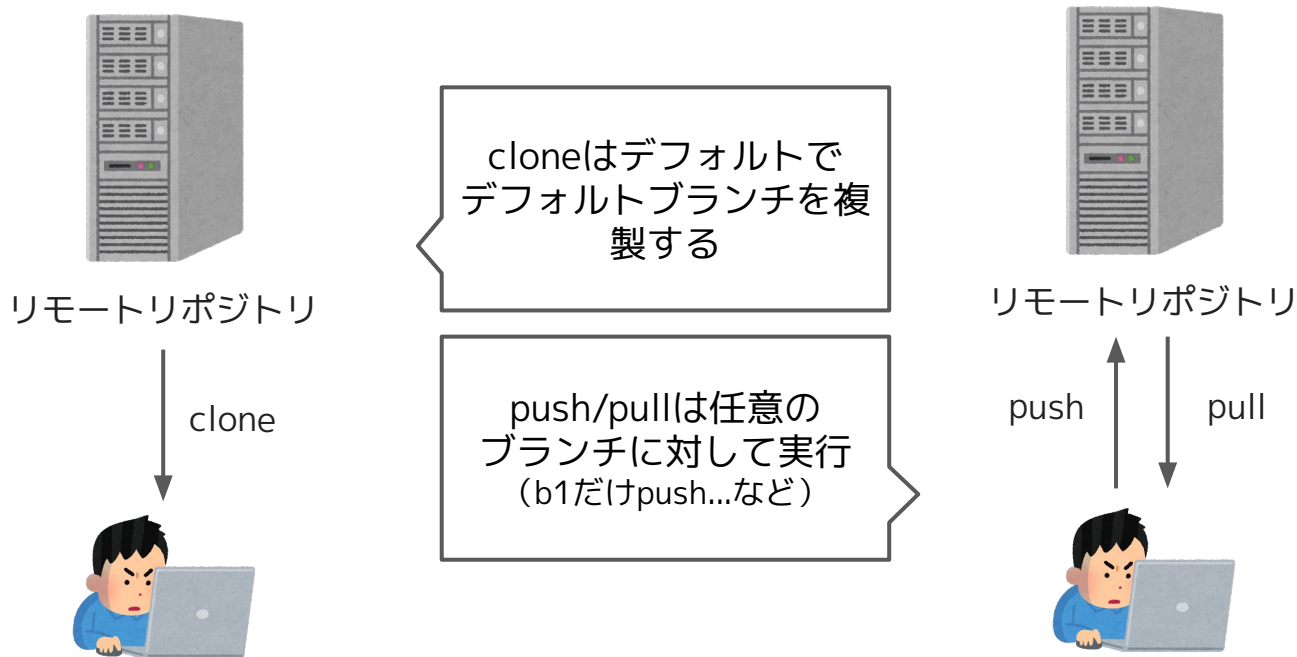 cloneはデフォルトで
デフォルトブランチを複
製する
リモートリポジトリ
clone
push/pullは任意の
ブランチに対して実行
（b1だけpush…など）
リモートリポジトリ
push
pull